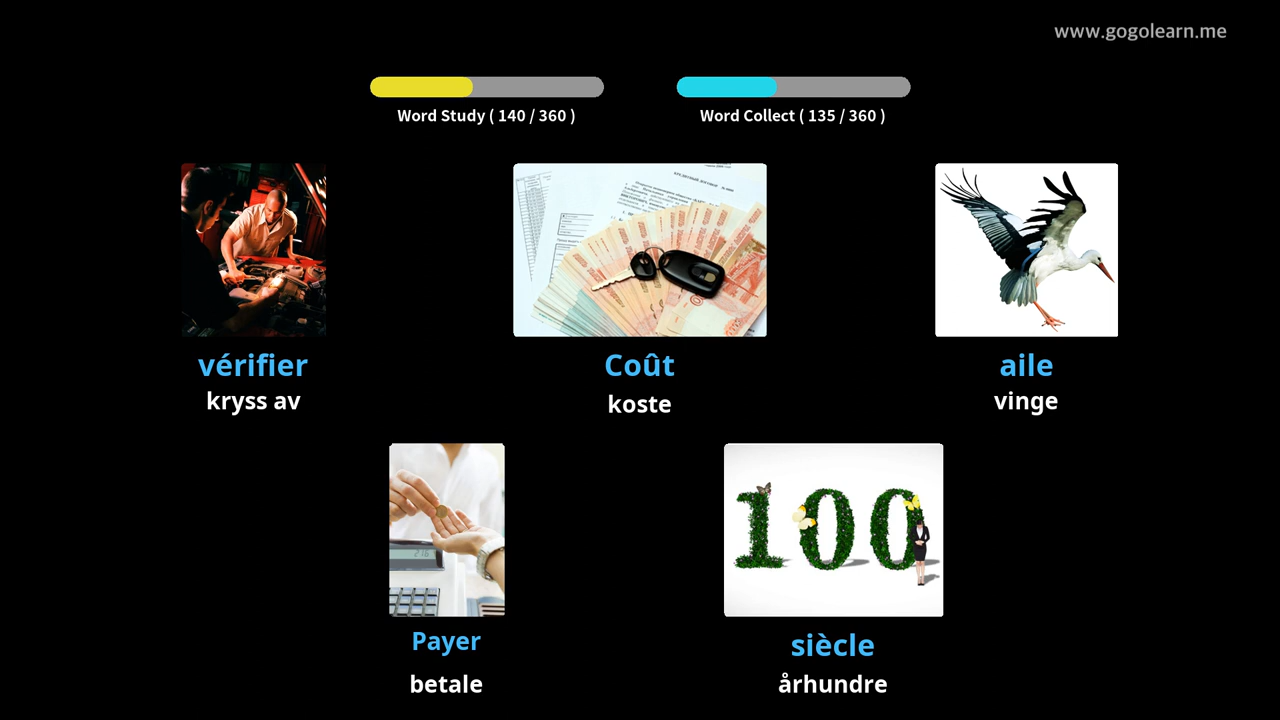 www.gogolearn.me
Word Study ( 140 / 360 )
Word Collect ( 135 / 360 )
vérifier
kryss av
Coût
koste
aile
vinge
Payer
betale
siècle
århundre